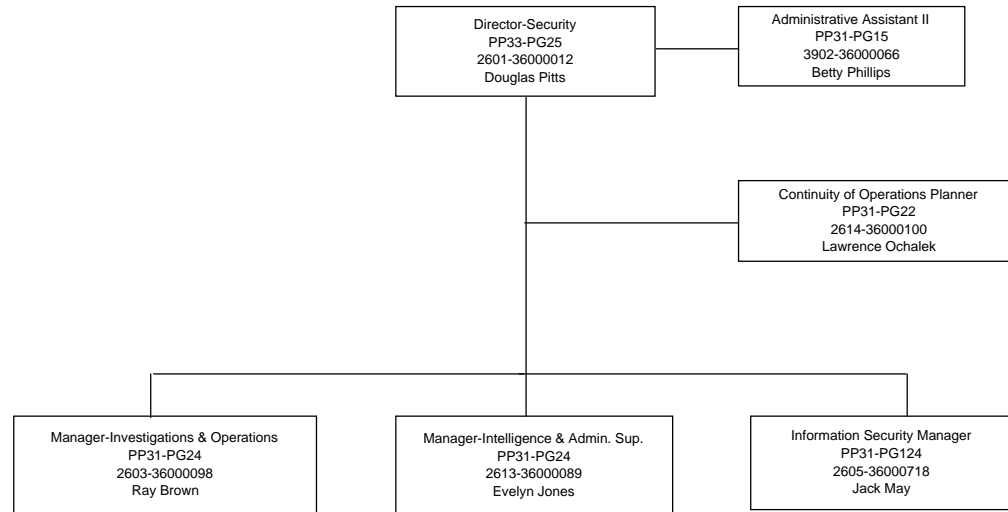 Director-Security
PP33-PG25
2601-36000012
Douglas Pitts
Administrative Assistant II
PP31-PG15
3902-36000066
Betty Phillips
Continuity of Operations Planner
PP31-PG22
2614-36000100
Lawrence Ochalek
Manager-Investigations & Operations
PP31-PG24
2603-36000098
Ray Brown
Manager-Intelligence & Admin. Sup.
PP31-PG24
2613-36000089
Evelyn Jones
Information Security Manager
PP31-PG124
2605-36000718
Jack May